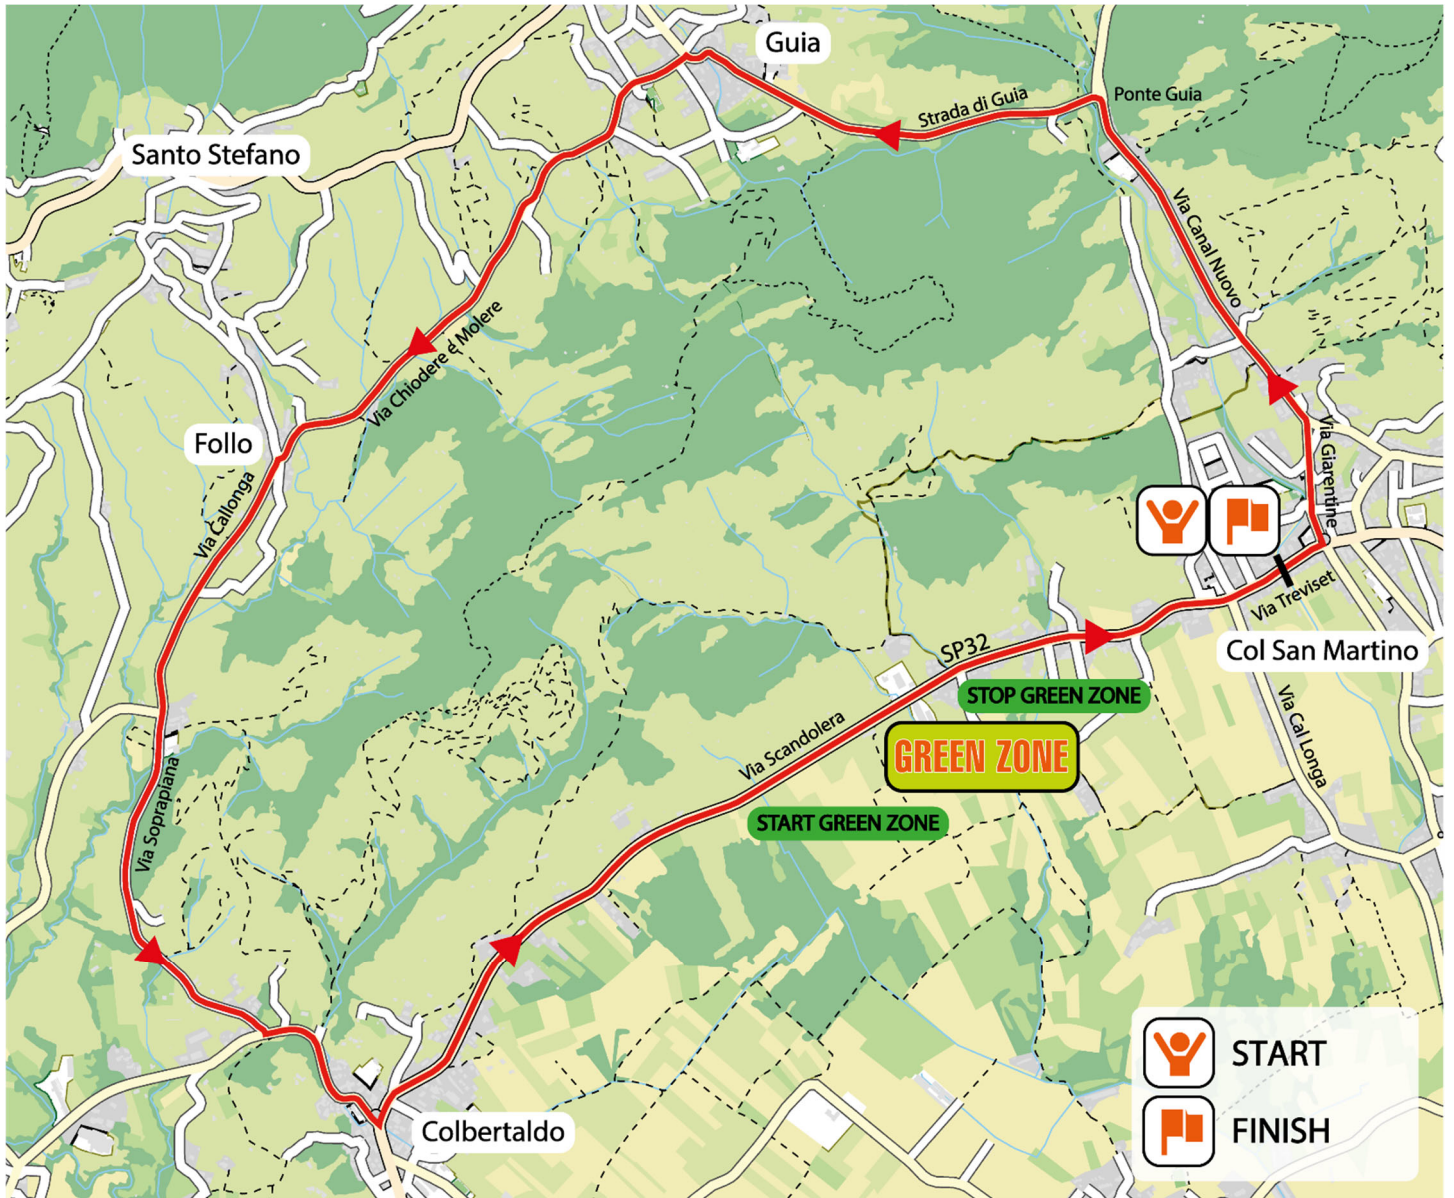 Guia
Ponte Guia
Strada di Guia
Santo Stefano
Via Canal Nuovo
Via Chiodere e Molere
Follo
Via Giarentine
Via Callonga
Via Treviset
SP32
Col San Martino
STOP GREEN ZONE
Via Cal Longa
Via Scandolera
GREEN ZONE
Via Soprapiana
START GREEN ZONE
START
Colbertaldo
FINISH